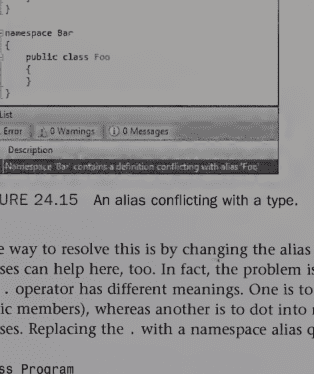 }
namespace Bar
{
public class Foo
{
}
}
List
Error 0 Warnings 0 Messages
Description
Namespace 'Bar' contains a definition conflicting with alias 'Foo'
URE 24.15 An alias conflicting with a type.
e way to resolve this is by changing the alias
ses can help here, too. In fact, the problem is
. operator has different meanings. One is to
ic members), whereas another is to dot into
ses. Replacing the . with a namespace alias q
ss Program